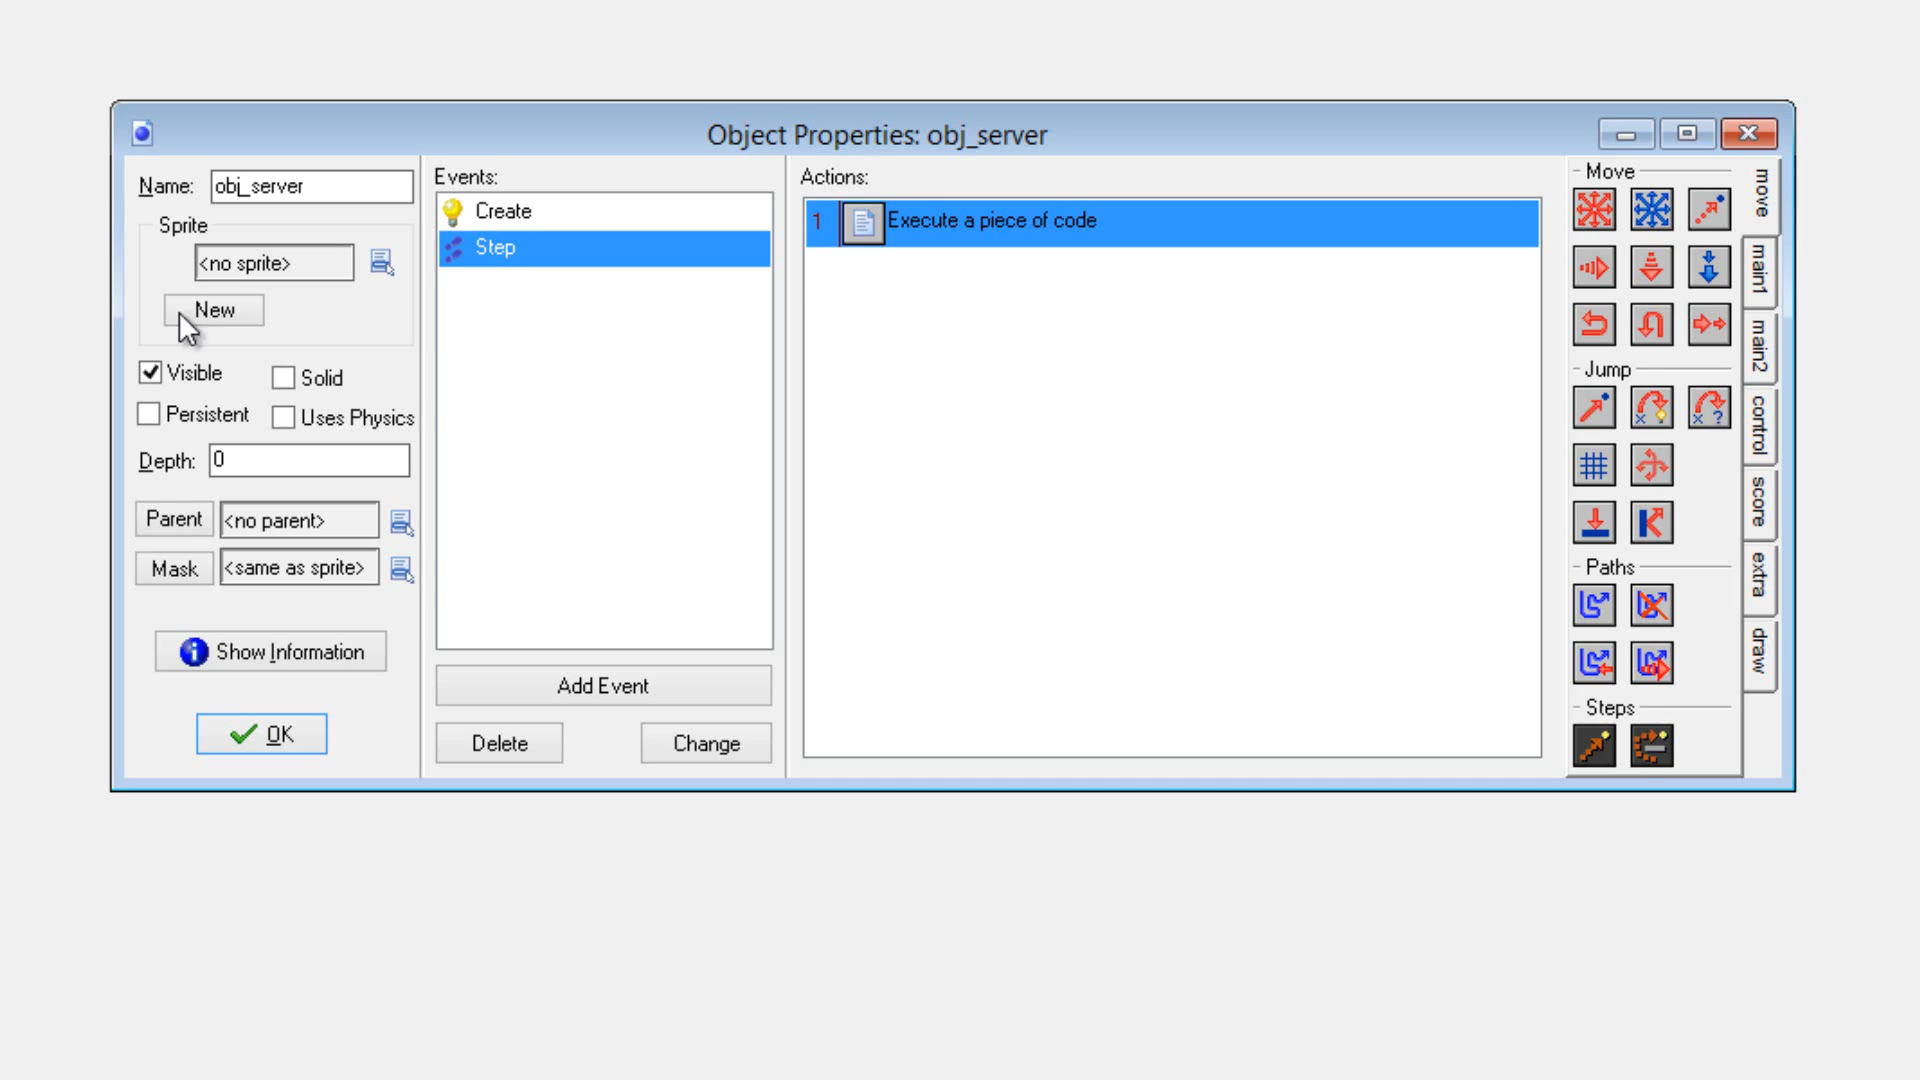 Object Properties: obj_server
Name: obj_server
Sprite
<no sprite>
New
Visible
Solid
Persistent
Uses Physics
Depth: 0
Parent <no parent>
Mask <same as sprite>
Show Information
OK
Events:
Create
Step
Add Event
Delete
Change
Actions:
1 Execute a piece of code
Move
Jump
Paths
Steps
move
main1
main2
control
score
extra
draw